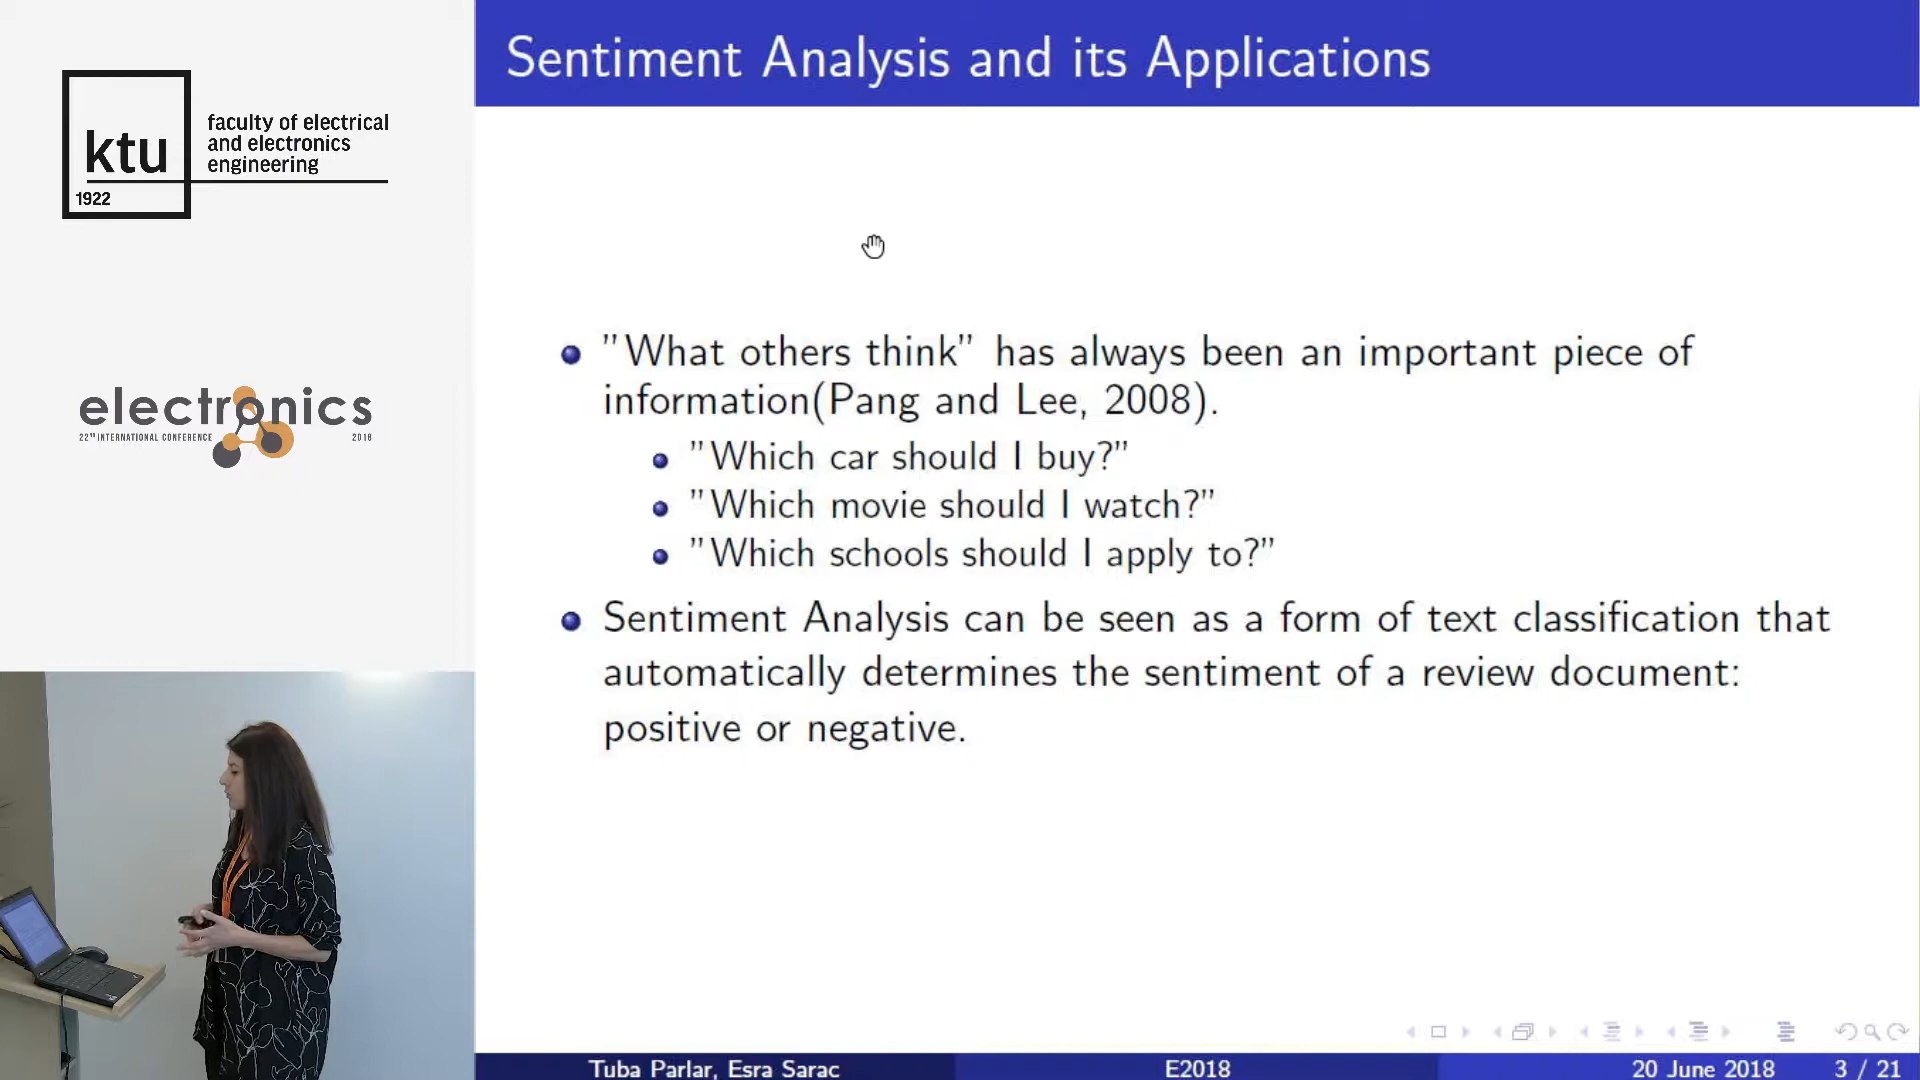 ktu
1922
faculty of electrical
and electronics
engineering
electronics
22ND INTERNATIONAL CONFERENCE 2018
Sentiment Analysis and its Applications
"What others think" has always been an important piece of
information(Pang and Lee, 2008).
"Which car should I buy?"
"Which movie should I watch?"
"Which schools should I apply to?"
Sentiment Analysis can be seen as a form of text classification that
automatically determines the sentiment of a review document:
positive or negative.
Tuba Parlar, Esra Sarac E2018 20 June 2018 3 / 21